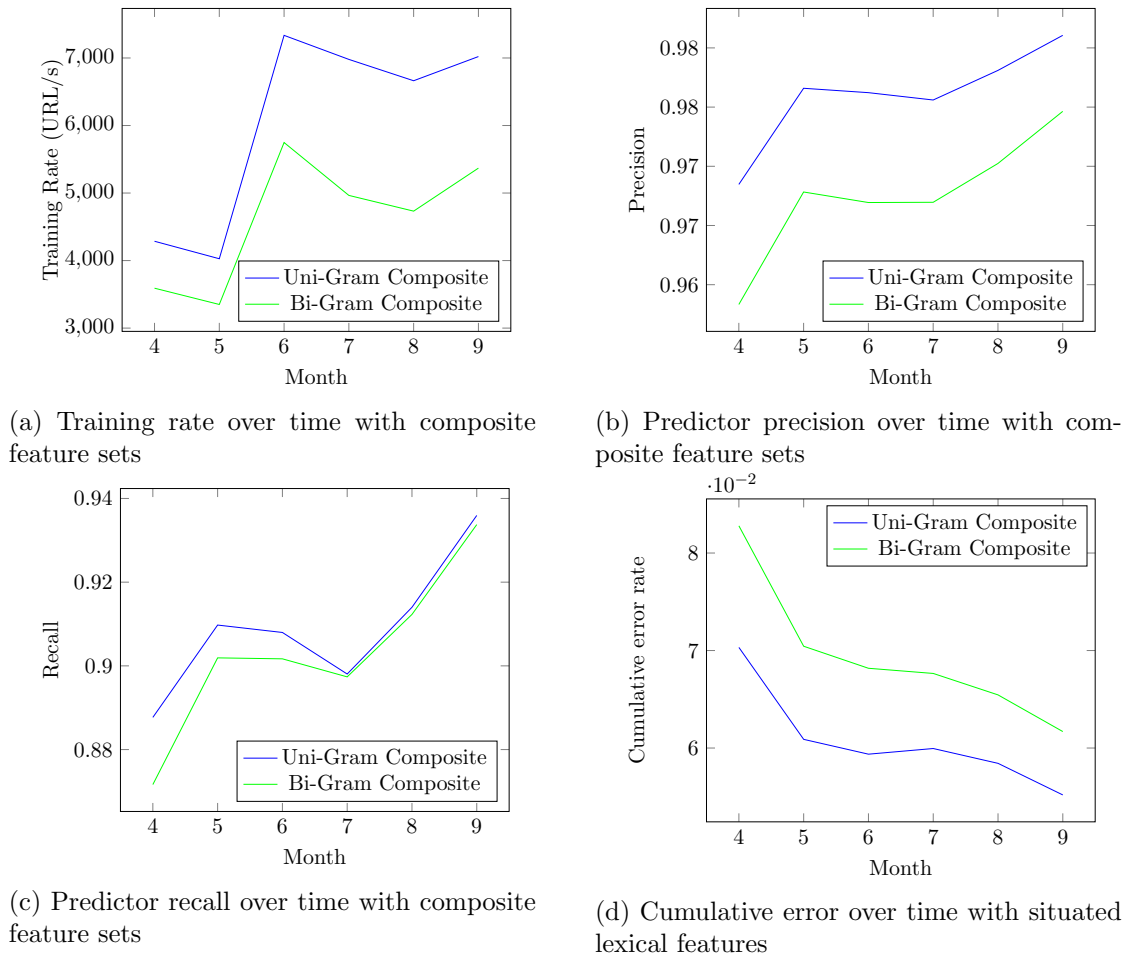 7,000
6,000
5,000
4,000
3,000
Training Rate (URL/s)
Uni-Gram Composite
Bi-Gram Composite
4 5 6 7 8 9
Month
(a) Training rate over time with composite
feature sets
0.98
0.98
0.97
0.97
0.96
Precision
Uni-Gram Composite
Bi-Gram Composite
4 5 6 7 8 9
Month
(b) Predictor precision over time with com-
posite feature sets
0.94
0.92
0.9
0.88
Recall
Uni-Gram Composite
Bi-Gram Composite
4 5 6 7 8 9
Month
(c) Predictor recall over time with composite
feature sets
·10⁻²
8
7
6
Cumulative error rate
Uni-Gram Composite
Bi-Gram Composite
4 5 6 7 8 9
Month
(d) Cumulative error over time with situated
lexical features